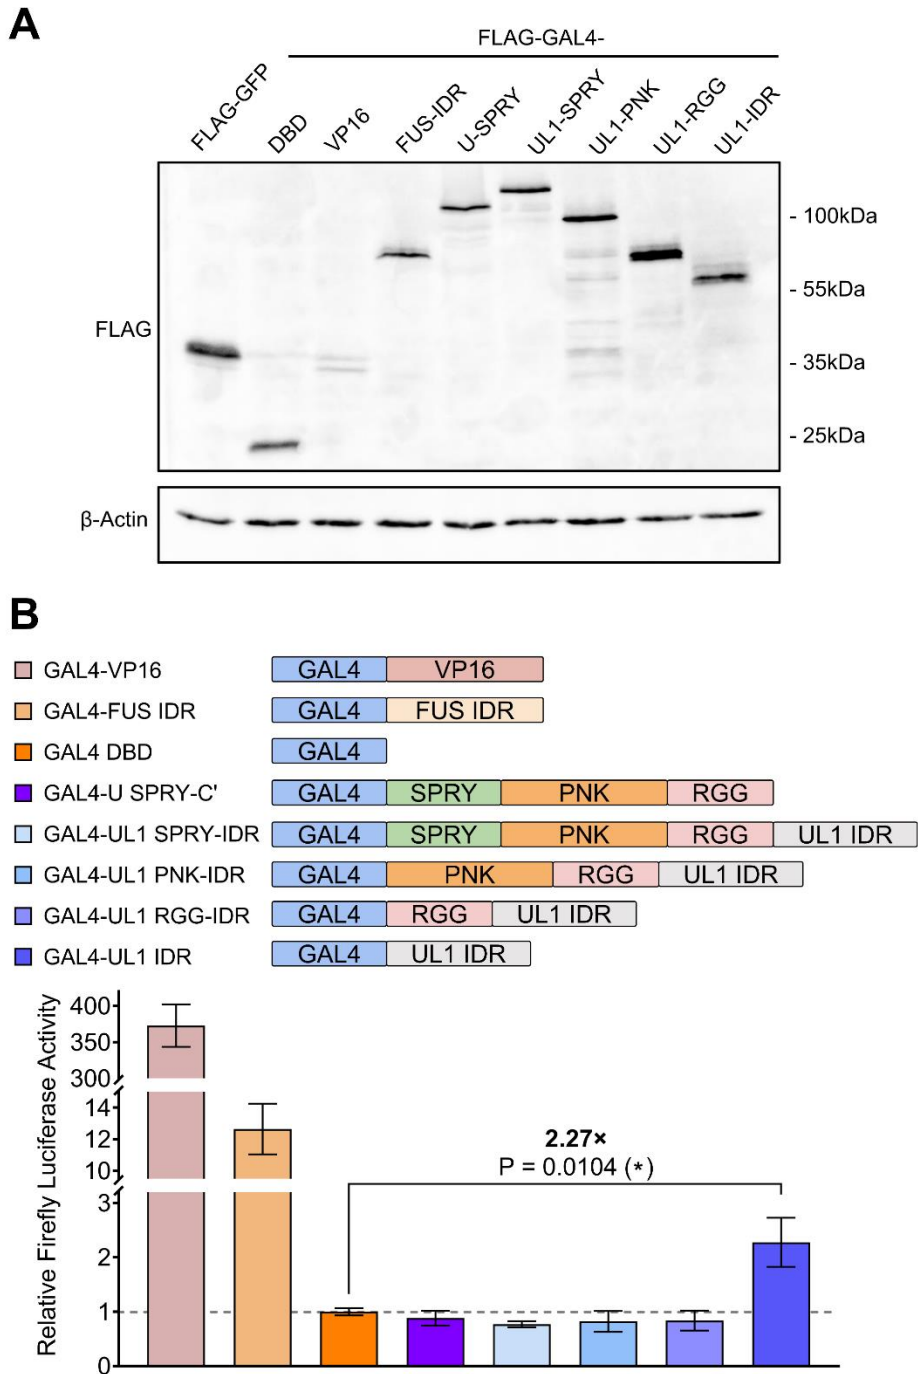 A
FLAG-GAL4-
FLAG-GFP
DBD
VP16
FUS-IDR
U-SPRY
UL1-SPRY
UL1-PNK
UL1-RGG
UL1-IDR
FLAG
- 100kDa
- 55kDa
- 35kDa
- 25kDa
β-Actin
B
GAL4-VP16 GAL4 VP16
GAL4-FUS IDR GAL4 FUS IDR
GAL4 DBD GAL4
GAL4-U SPRY-C' GAL4 SPRY PNK RGG
GAL4-UL1 SPRY-IDR GAL4 SPRY PNK RGG UL1 IDR
GAL4-UL1 PNK-IDR GAL4 PNK RGG UL1 IDR
GAL4-UL1 RGG-IDR GAL4 RGG UL1 IDR
GAL4-UL1 IDR GAL4 UL1 IDR
Relative Firefly Luciferase Activity
400
350
300
14
12
10
3
2
1
0
2.27×
P = 0.0104 (*)